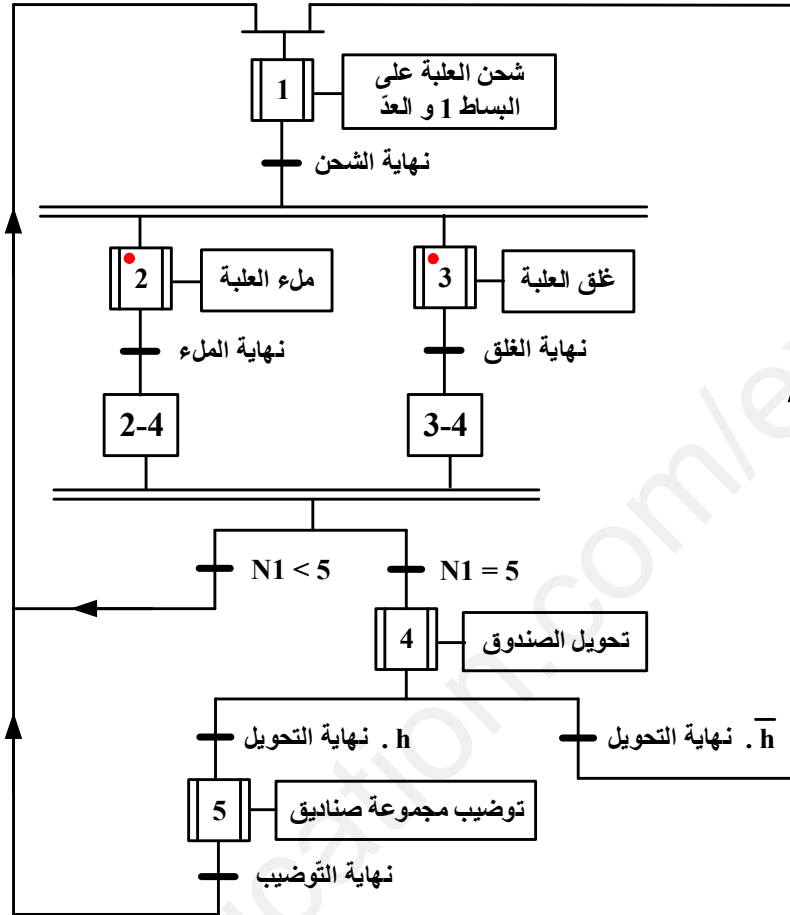 1
شحن العلبة على
البساط 1 و العدّ
نهاية الشحن
2
ملء العلبة
3
غلق العلبة
نهاية الملء
نهاية الغلق
2-4
3-4
N1 < 5
N1 = 5
4
تحويل الصندوق
h . نهاية التحويل
h̅ . نهاية التحويل
5
توضيب مجموعة صناديق
نهاية التّوضيب